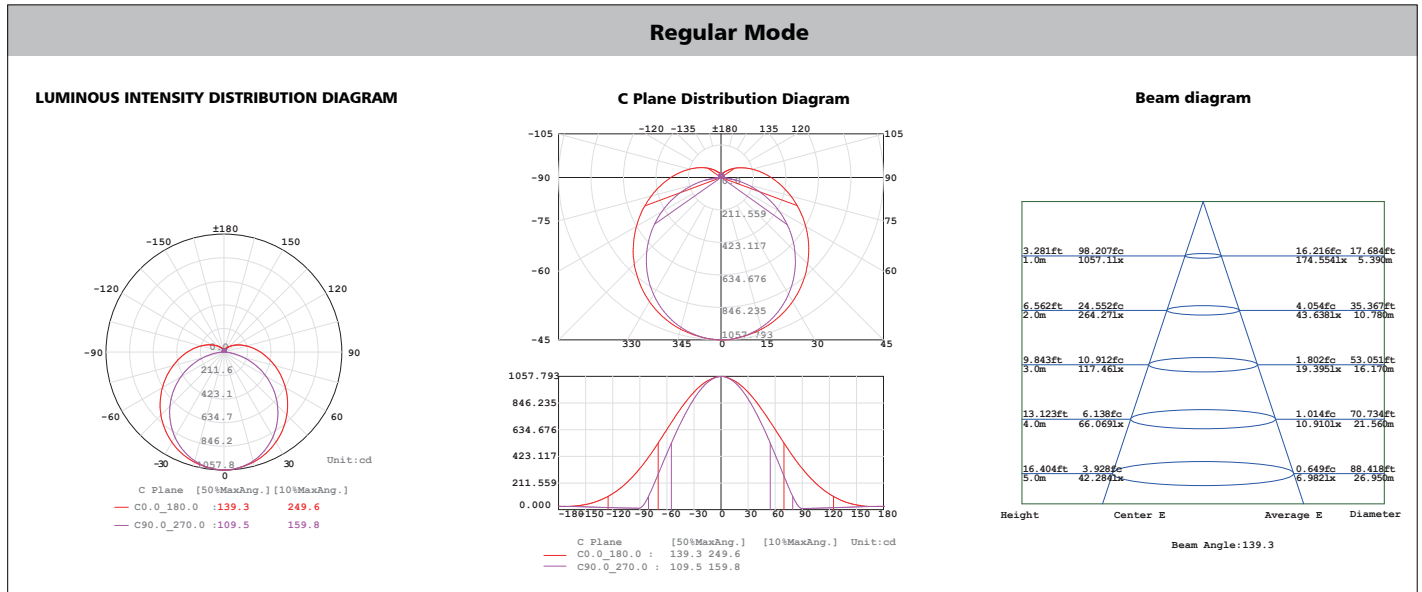 Regular Mode
LUMINOUS INTENSITY DISTRIBUTION DIAGRAM
±180
-150 150
-120 120
-90 90
-60 60
-30 30
0
0.0
211.6
423.1
634.7
846.2
1057.8
Unit:cd
C Plane [50%MaxAng.] [10%MaxAng.]
C0.0_180.0 :139.3 249.6
C90.0_270.0 :109.5 159.8
C Plane Distribution Diagram
-120 -135 ±180 135 120
-105 105
-90 90
-75 75
-60 60
-45 330 345 0 15 30 45
211.559
423.117
634.676
846.235
1057.793
1057.793
846.235
634.676
423.117
211.559
0.000
-180 -150 -120 -90 -60 -30 0 30 60 90 120 150 180
C Plane [50%MaxAng.] [10%MaxAng.] Unit:cd
C0.0_180.0 : 139.3 249.6
C90.0_270.0 : 109.5 159.8
Beam diagram
3.281ft 98.207fc 16.216fc 17.684ft
1.0m 1057.1lx 174.554lx 5.390m
6.562ft 24.552fc 4.054fc 35.367ft
2.0m 264.27lx 43.638lx 10.780m
9.843ft 10.912fc 1.802fc 53.051ft
3.0m 117.46lx 19.395lx 16.170m
13.123ft 6.138fc 1.014fc 70.734ft
4.0m 66.069lx 10.910lx 21.560m
16.404ft 3.928fc 0.649fc 88.418ft
5.0m 42.284lx 6.982lx 26.950m
Height Center E Average E Diameter
Beam Angle:139.3